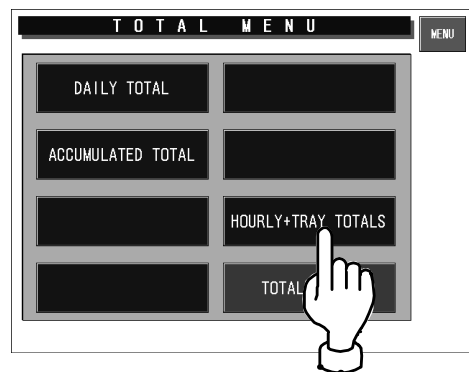 TOTAL MENU
MENU
DAILY TOTAL
ACCUMULATED TOTAL
HOURLY+TRAY TOTALS
TOTAL